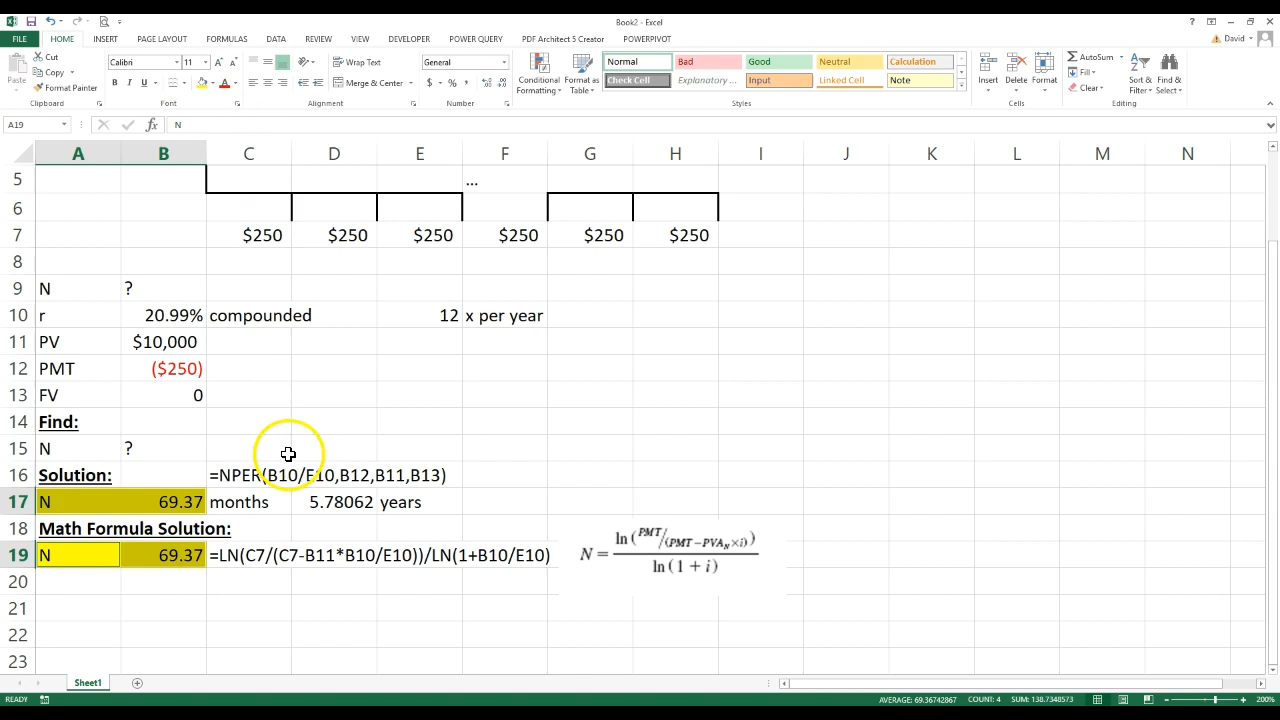 Book2 - Excel
FILE HOME INSERT PAGE LAYOUT FORMULAS DATA REVIEW VIEW DEVELOPER POWER QUERY PDF Architect 5 Creator POWERPIVOT David
Paste Cut Copy Format Painter Clipboard
Calibri 11 B I U A Font
Wrap Text Merge & Center Alignment
General $ % , Number
Conditional Formatting Format as Table
Normal Bad Good Neutral Calculation
Check Cell Explanatory ... Input Linked Cell Note
Styles
Insert Delete Format Cells
AutoSum Fill Clear Sort & Filter Find & Select Editing
A19 fx N
A B C D E F G H I J K L M N
5 ...
6
7 $250 $250 $250 $250 $250 $250
8
9 N ?
10 r 20.99% compounded 12 x per year
11 PV $10,000
12 PMT ($250)
13 FV 0
14 Find:
15 N ?
16 Solution: =NPER(B10/E10,B12,B11,B13)
17 N 69.37 months 5.78062 years
18 Math Formula Solution:
19 N 69.37 =LN(C7/(C7-B11*B10/E10))/LN(1+B10/E10) N = ln(PMT/(PMT−PVA_N×i)) / ln(1 + i)
20
21
22
23
Sheet1
READY AVERAGE: 69.36742867 COUNT: 4 SUM: 138.7348573 200%